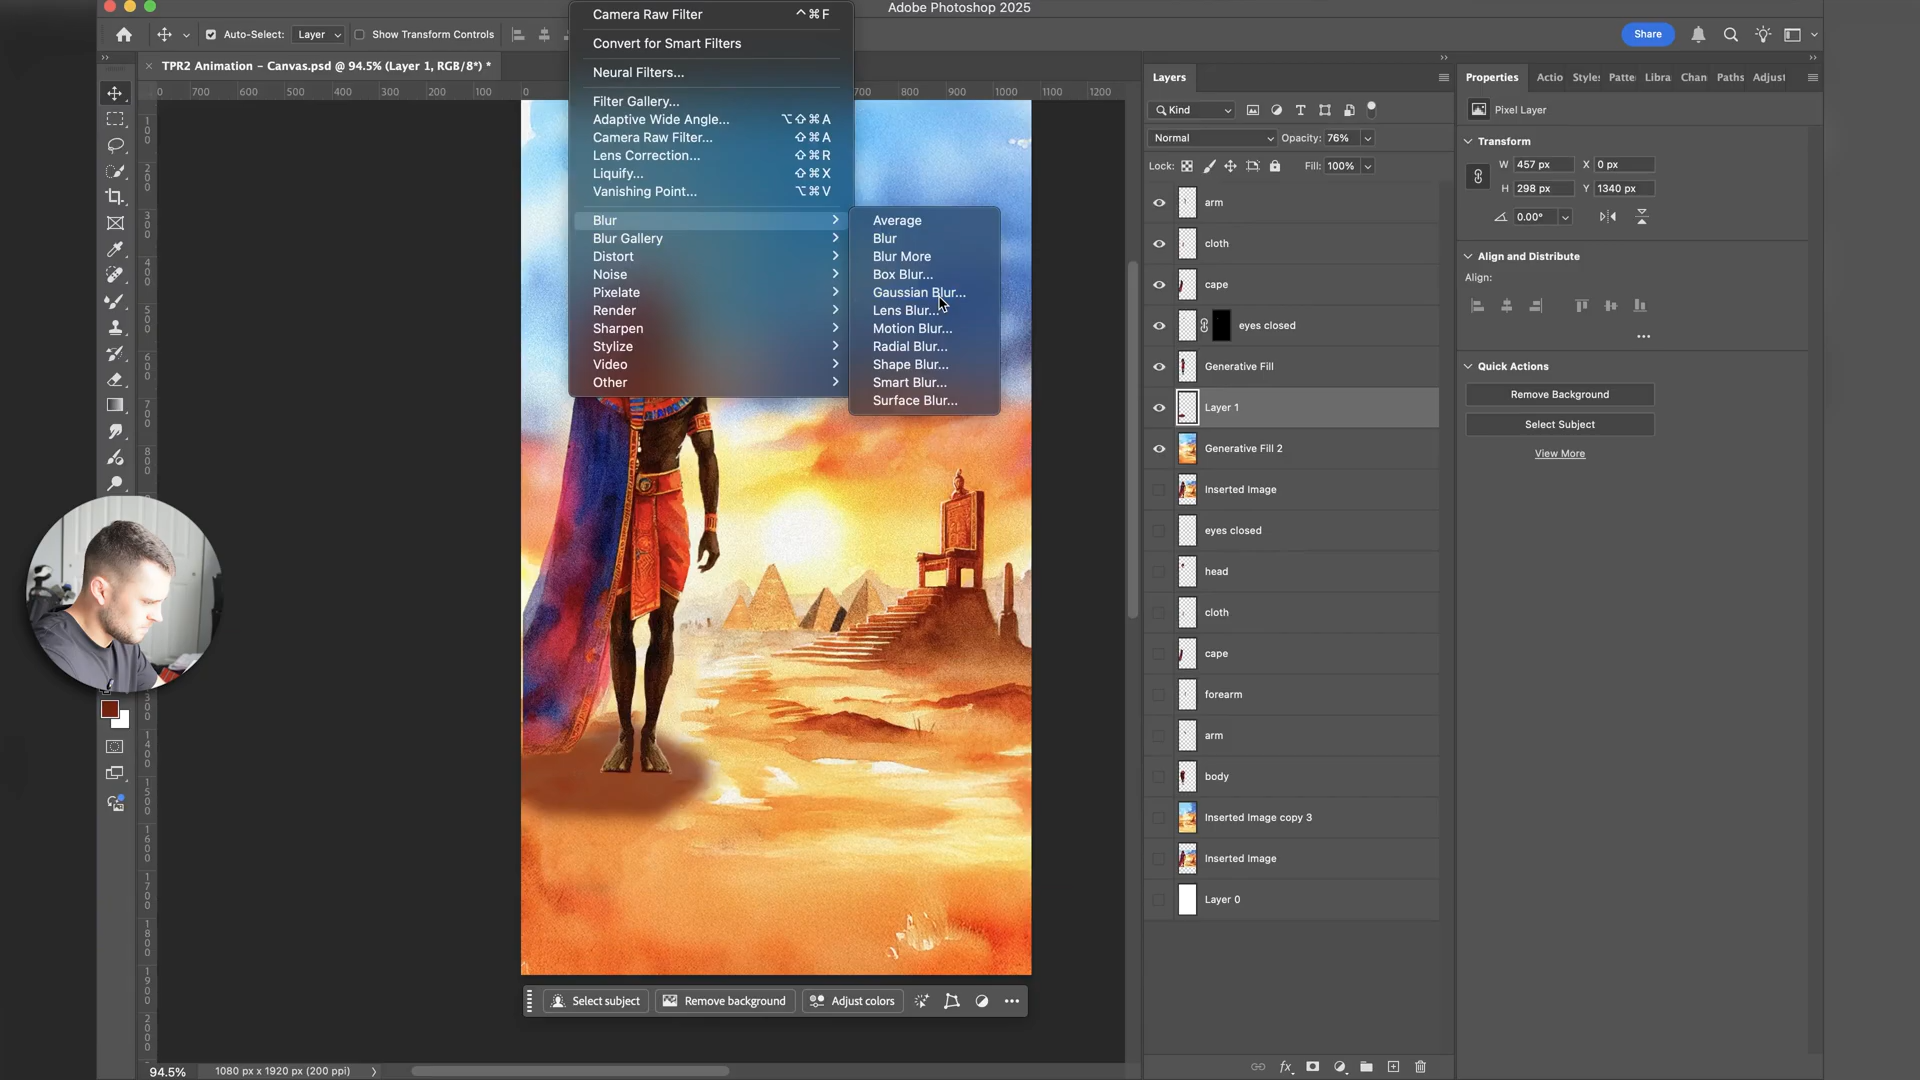 Adobe Photoshop 2025
Auto-Select: Layer Show Transform Controls
Share
TPR2 Animation – Canvas.psd @ 94.5% (Layer 1, RGB/8*) *
0 700 600 500 400 300 200 100 0 700 800 900 1000 1100 1200
Camera Raw Filter ^⌘F
Convert for Smart Filters
Neural Filters...
Filter Gallery...
Adaptive Wide Angle... ⌥⇧⌘A
Camera Raw Filter... ⇧⌘A
Lens Correction... ⇧⌘R
Liquify... ⇧⌘X
Vanishing Point... ⌥⌘V
Blur
Blur Gallery
Distort
Noise
Pixelate
Render
Sharpen
Stylize
Video
Other
Average
Blur
Blur More
Box Blur...
Gaussian Blur...
Lens Blur...
Motion Blur...
Radial Blur...
Shape Blur...
Smart Blur...
Surface Blur...
Select subject Remove background Adjust colors
94.5% 1080 px x 1920 px (200 ppi)
Layers
Kind
Normal Opacity: 76%
Lock: Fill: 100%
arm
cloth
cape
eyes closed
Generative Fill
Layer 1
Generative Fill 2
Inserted Image
eyes closed
head
cloth
cape
forearm
arm
body
Inserted Image copy 3
Inserted Image
Layer 0
fx
Properties Actio Styles Patte Libra Chan Paths Adjust
Pixel Layer
Transform
W 457 px X 0 px
H 298 px Y 1340 px
0.00°
Align and Distribute
Align:
Quick Actions
Remove Background
Select Subject
View More